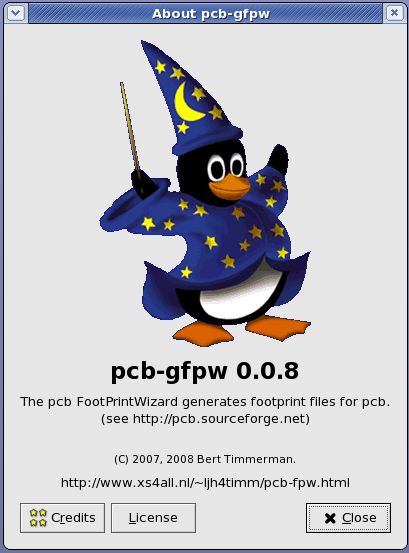 About pcb-gfpw
pcb-gfpw 0.0.8
The pcb FootPrintWizard generates footprint files for pcb.
(see http://pcb.sourceforge.net)
(C) 2007, 2008 Bert Timmerman.
http://www.xs4all.nl/~ljh4timm/pcb-fpw.html
Credits License Close